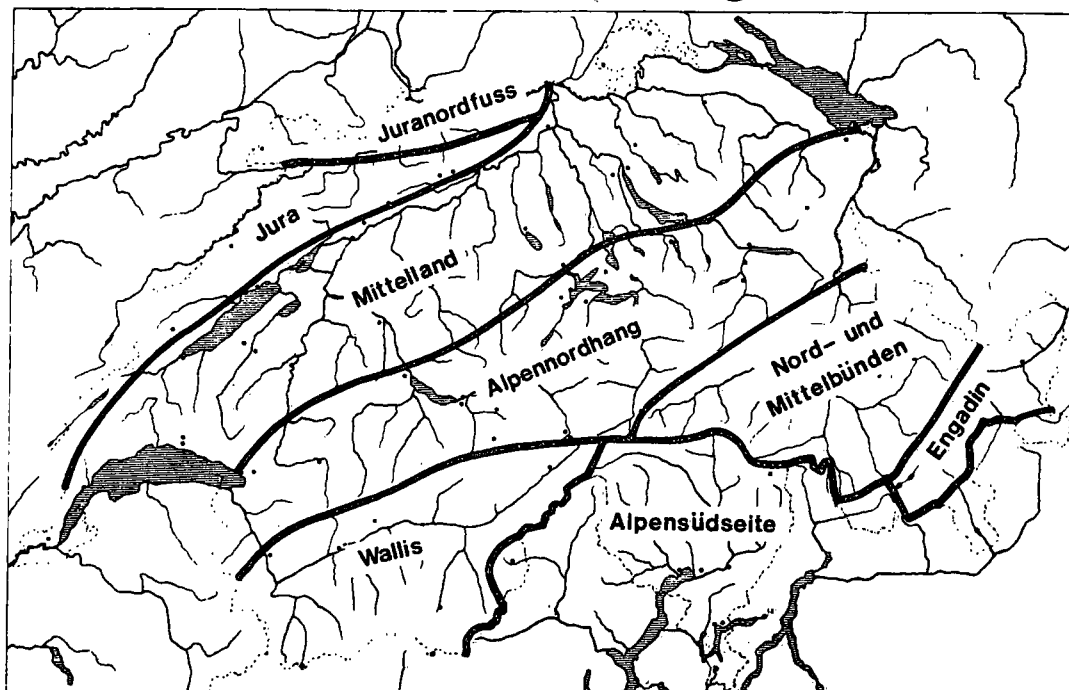 Juranordfuss
Jura
Mittelland
Alpennordhang
Nord- und
Mittelbünden
Engadin
Alpensüdseite
Wallis